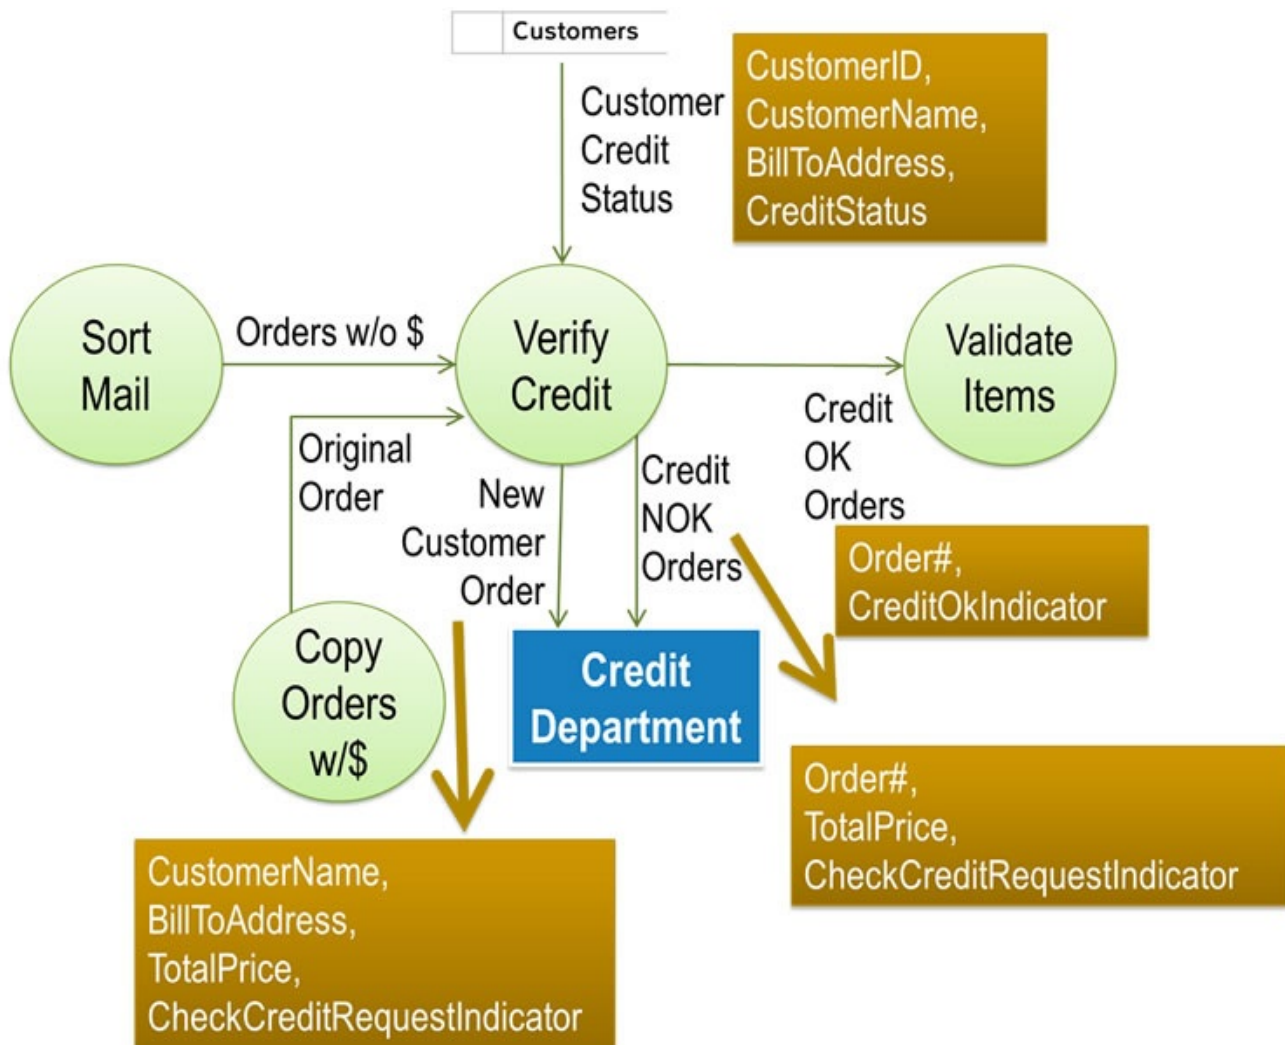 Customers
Customer
Credit
Status
CustomerID,
CustomerName,
BillToAddress,
CreditStatus
Sort
Mail
Orders w/o $
Verify
Credit
Validate
Items
Original
Order
New
Customer
Order
Credit
NOK
Orders
Credit
OK
Orders
Order#,
CreditOkIndicator
Copy
Orders
w/$
Credit
Department
Order#,
TotalPrice,
CheckCreditRequestIndicator
CustomerName,
BillToAddress,
TotalPrice,
CheckCreditRequestIndicator